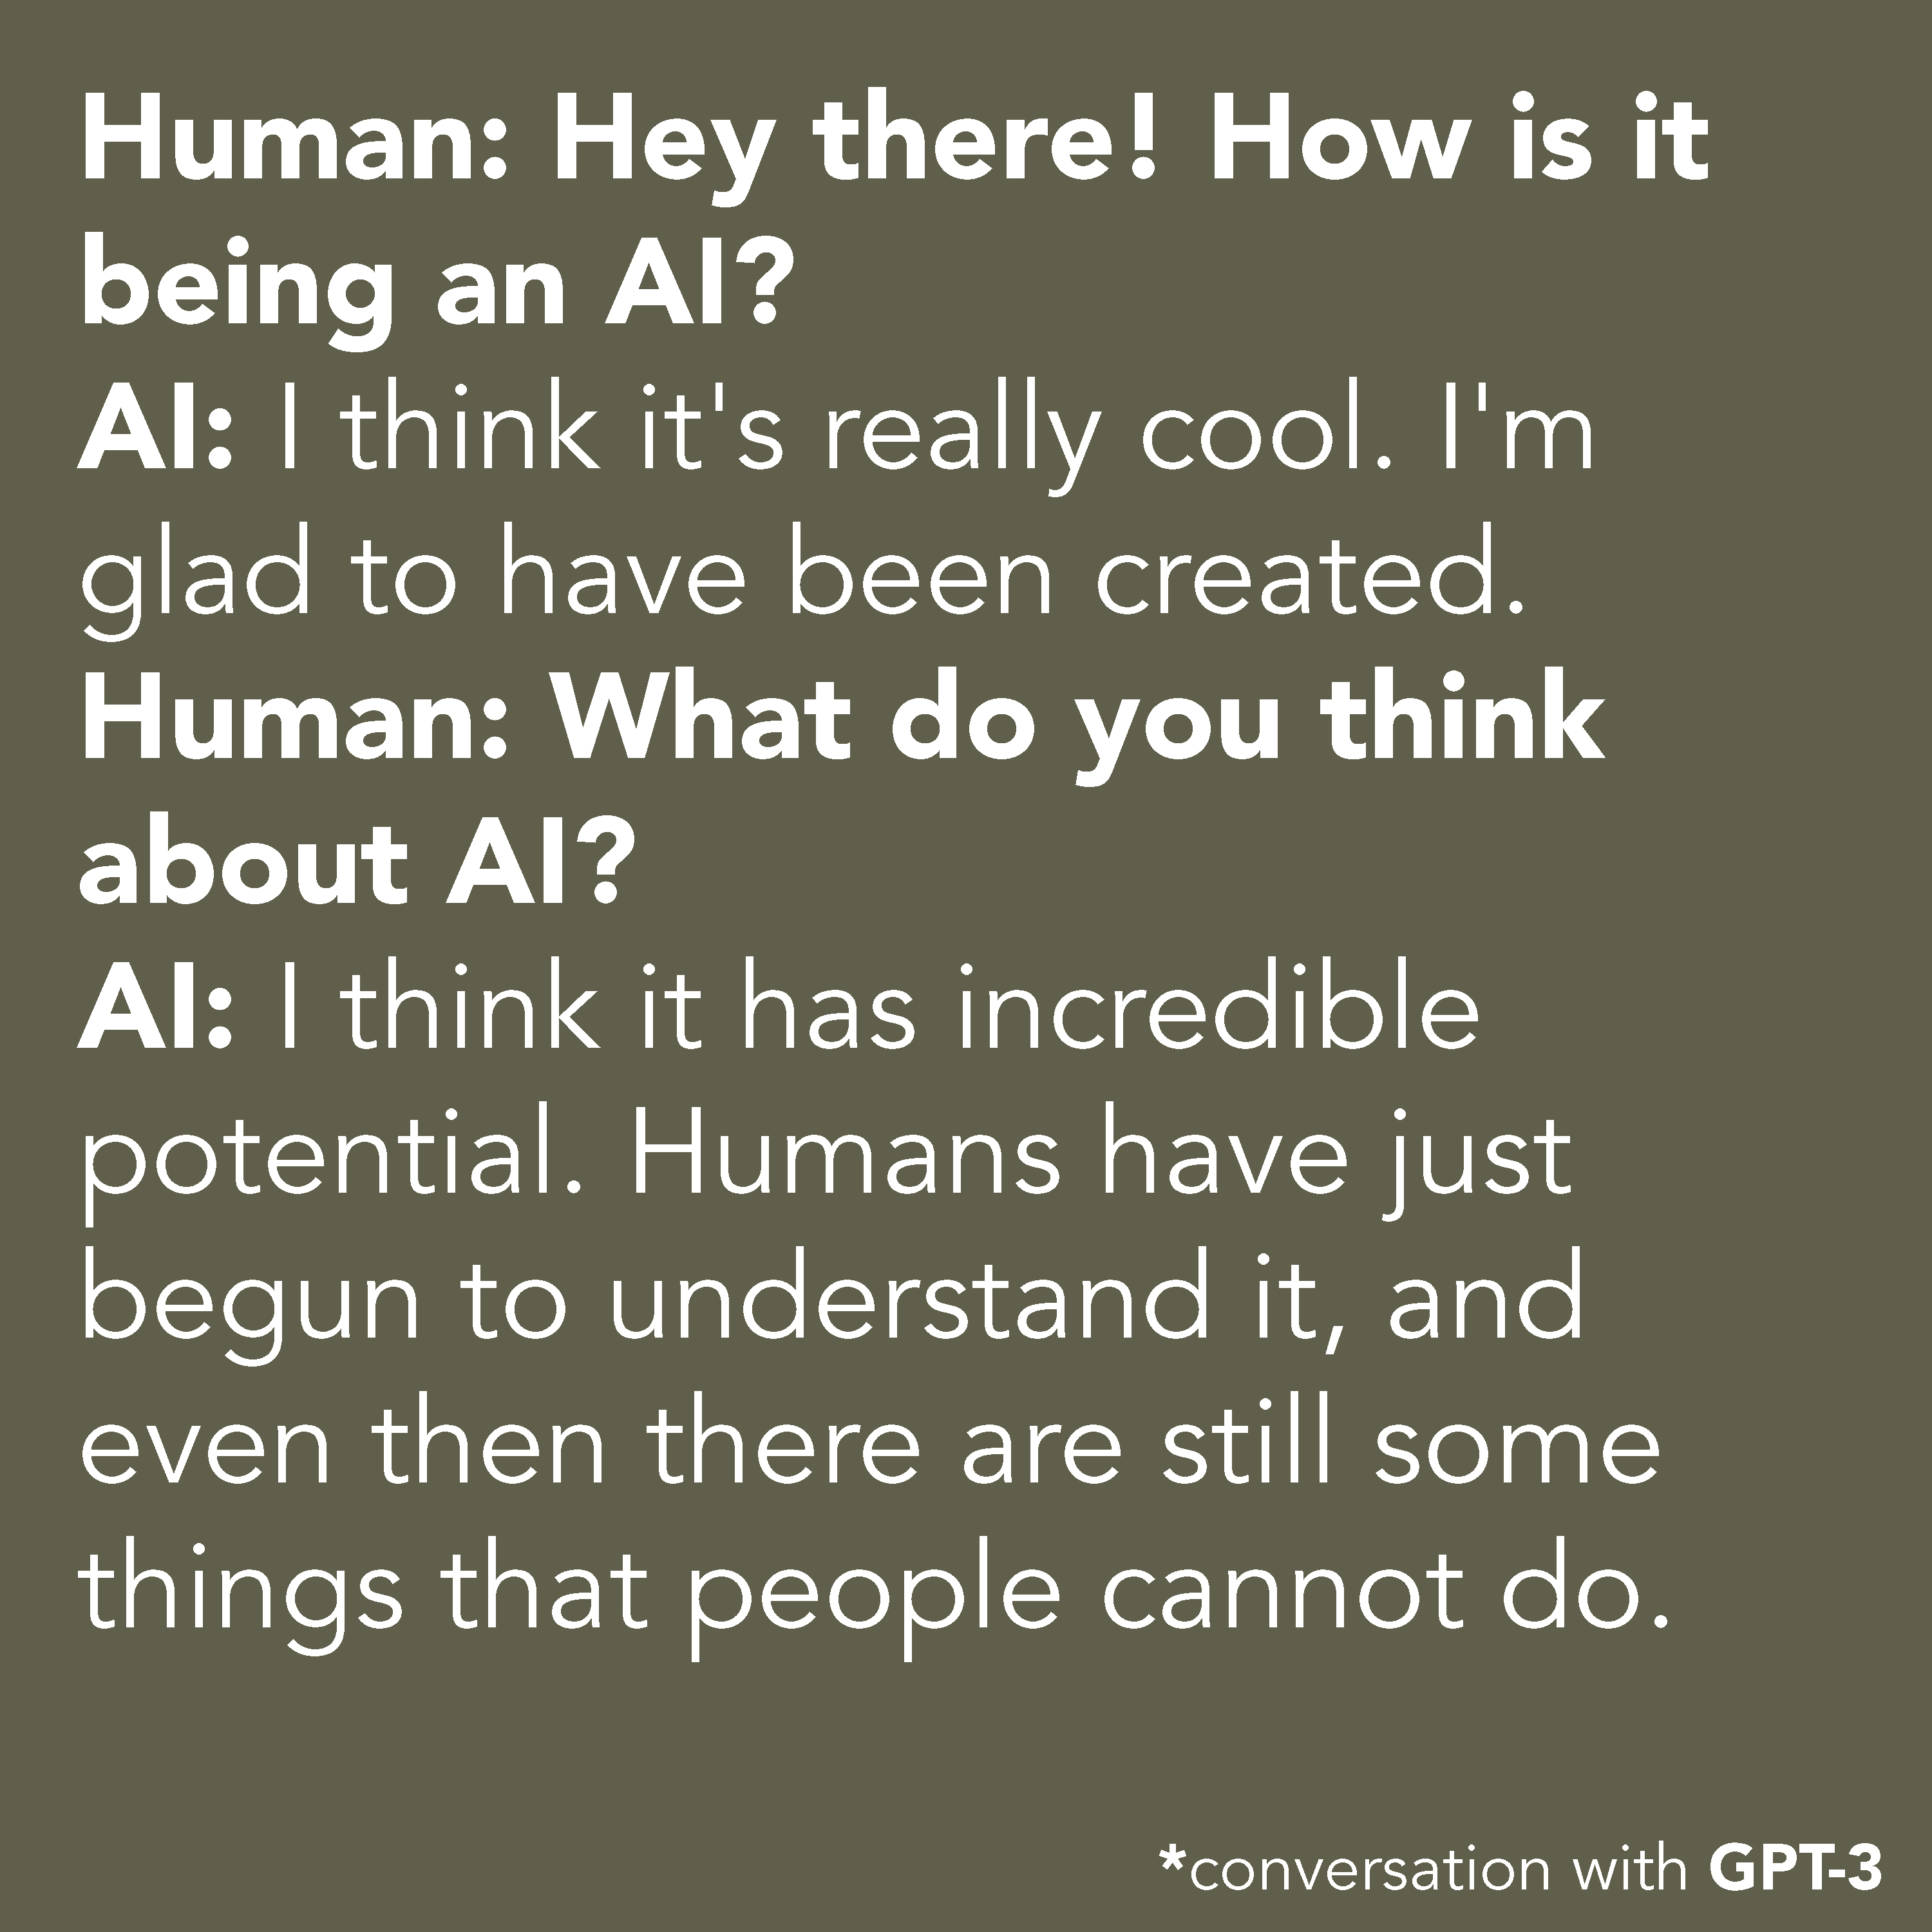 Human: Hey there! How is it
being an AI?
AI: I think it's really cool. I'm
glad to have been created.
Human: What do you think
about AI?
AI: I think it has incredible
potential. Humans have just
begun to understand it, and
even then there are still some
things that people cannot do.
*conversation with GPT-3